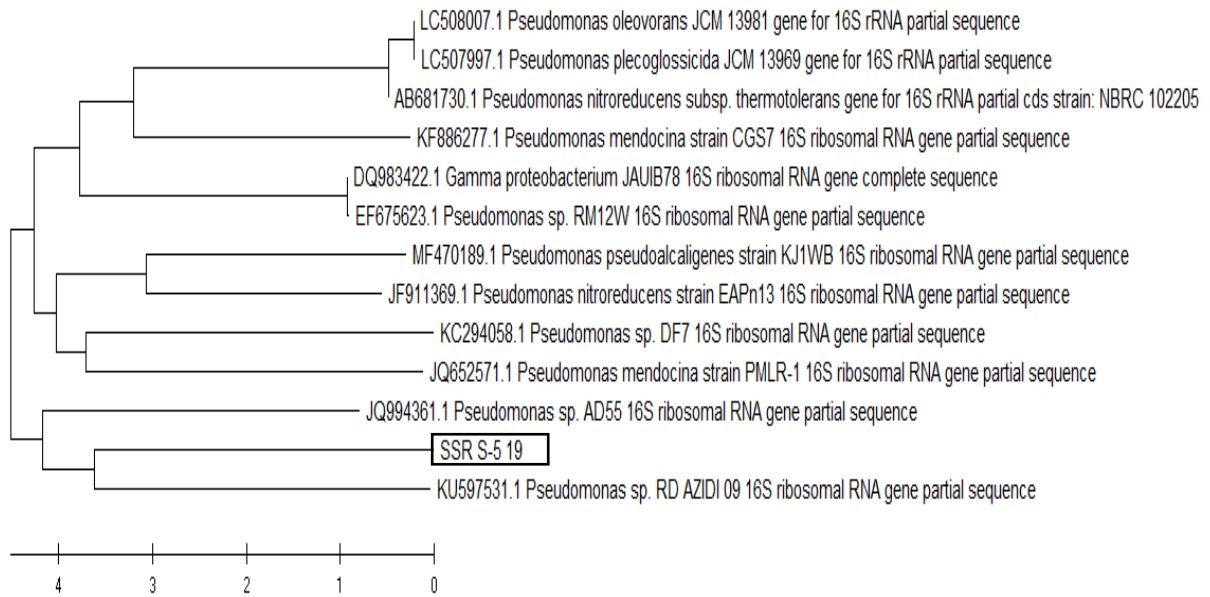 LC508007.1 Pseudomonas oleovorans JCM 13981 gene for 16S rRNA partial sequence
LC507997.1 Pseudomonas plecoglossicida JCM 13969 gene for 16S rRNA partial sequence
AB681730.1 Pseudomonas nitroreducens subsp. thermotolerans gene for 16S rRNA partial cds strain: NBRC 102205
KF886277.1 Pseudomonas mendocina strain CGS7 16S ribosomal RNA gene partial sequence
DQ983422.1 Gamma proteobacterium JAUIB78 16S ribosomal RNA gene complete sequence
EF675623.1 Pseudomonas sp. RM12W 16S ribosomal RNA gene partial sequence
MF470189.1 Pseudomonas pseudoalcaligenes strain KJ1WB 16S ribosomal RNA gene partial sequence
JF911369.1 Pseudomonas nitroreducens strain EAPn13 16S ribosomal RNA gene partial sequence
KC294058.1 Pseudomonas sp. DF7 16S ribosomal RNA gene partial sequence
JQ652571.1 Pseudomonas mendocina strain PMLR-1 16S ribosomal RNA gene partial sequence
JQ994361.1 Pseudomonas sp. AD55 16S ribosomal RNA gene partial sequence
SSR S-5 19
KU597531.1 Pseudomonas sp. RD AZIDI 09 16S ribosomal RNA gene partial sequence
4 3 2 1 0